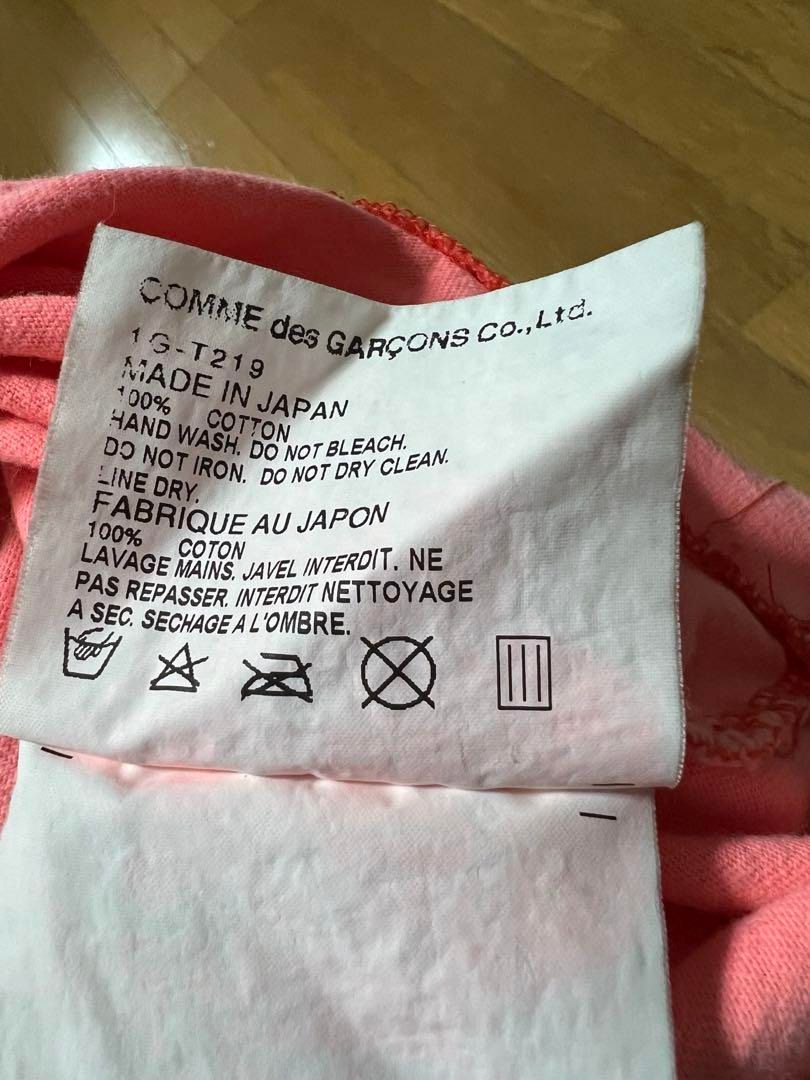 COMME des GARÇONS Co.,Ltd.
1G-T219
MADE IN JAPAN
100% COTTON
HAND WASH. DO NOT BLEACH.
DO NOT IRON. DO NOT DRY CLEAN.
LINE DRY.
FABRIQUE AU JAPON
100% COTON
LAVAGE MAINS. JAVEL INTERDIT. NE
PAS REPASSER. INTERDIT NETTOYAGE
A SEC. SECHAGE A L'OMBRE.